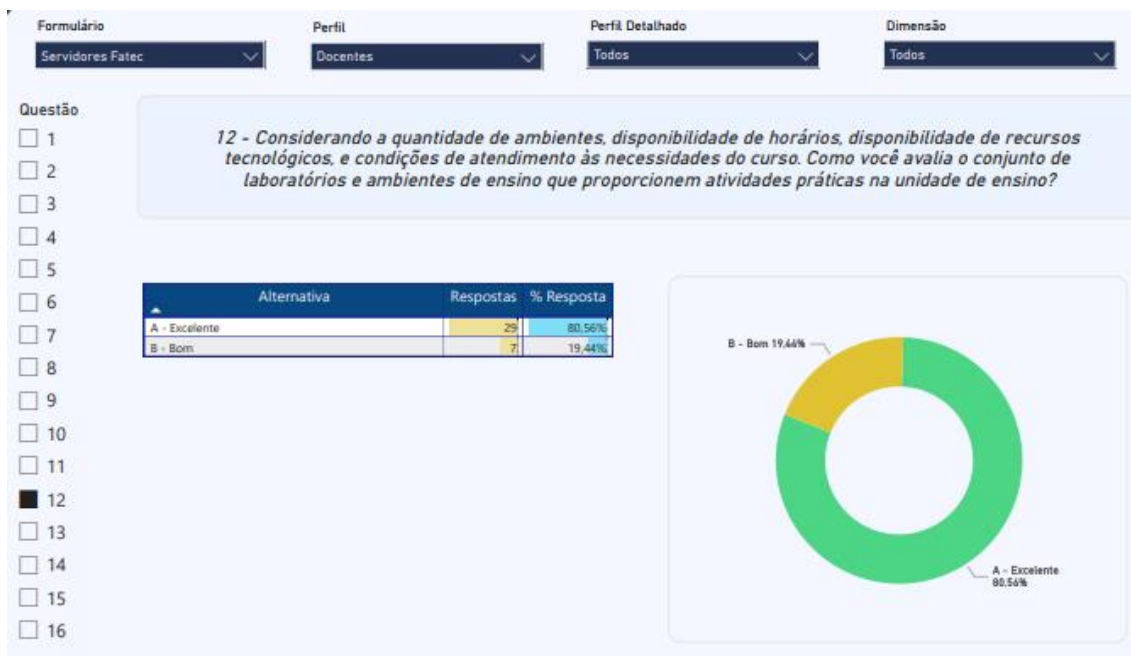 Formulário
Perfil
Perfil Detalhado
Dimensão
Servidores Fatec
Docentes
Todos
Todos
Questão
1
2
3
4
5
6
7
8
9
10
11
12
13
14
15
16
12 - Considerando a quantidade de ambientes, disponibilidade de horários, disponibilidade de recursos
tecnológicos, e condições de atendimento às necessidades do curso. Como você avalia o conjunto de
laboratórios e ambientes de ensino que proporcionem atividades práticas na unidade de ensino?
Alternativa Respostas % Resposta
A - Excelente 29 80,56%
B - Bom 7 19,44%
B - Bom 19,44%
A - Excelente
80,56%